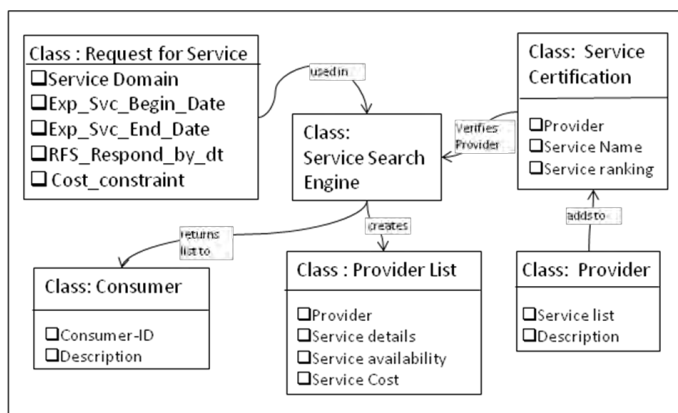 Class : Request for Service
❑Service Domain
❑Exp_Svc_Begin_Date
❑Exp_Svc_End_Date
❑RFS_Respond_by_dt
❑ Cost_constraint
used in
Class:
Service Search
Engine
Verifies
Provider
Class: Service
Certification
❑Provider
❑Service Name
❑Service ranking
adds to
returns
list to
creates
Class: Consumer
❑Consumer-ID
❑Description
Class : Provider List
❑Provider
❑Service details
❑Service availability
❑Service Cost
Class: Provider
❑Service list
❑Description